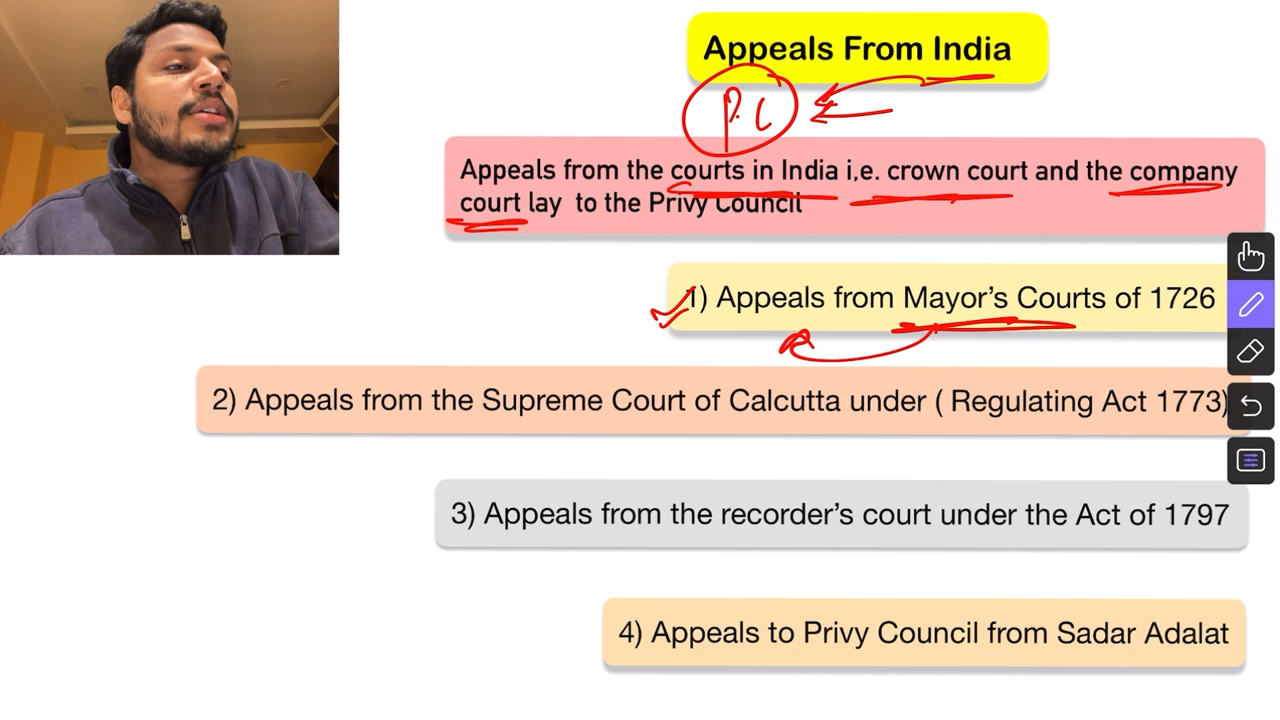 Appeals From India
P.C
Appeals from the courts in India i,e. crown court and the company
court lay to the Privy Council
1) Appeals from Mayor's Courts of 1726
2) Appeals from the Supreme Court of Calcutta under ( Regulating Act 1773)
3) Appeals from the recorder's court under the Act of 1797
4) Appeals to Privy Council from Sadar Adalat